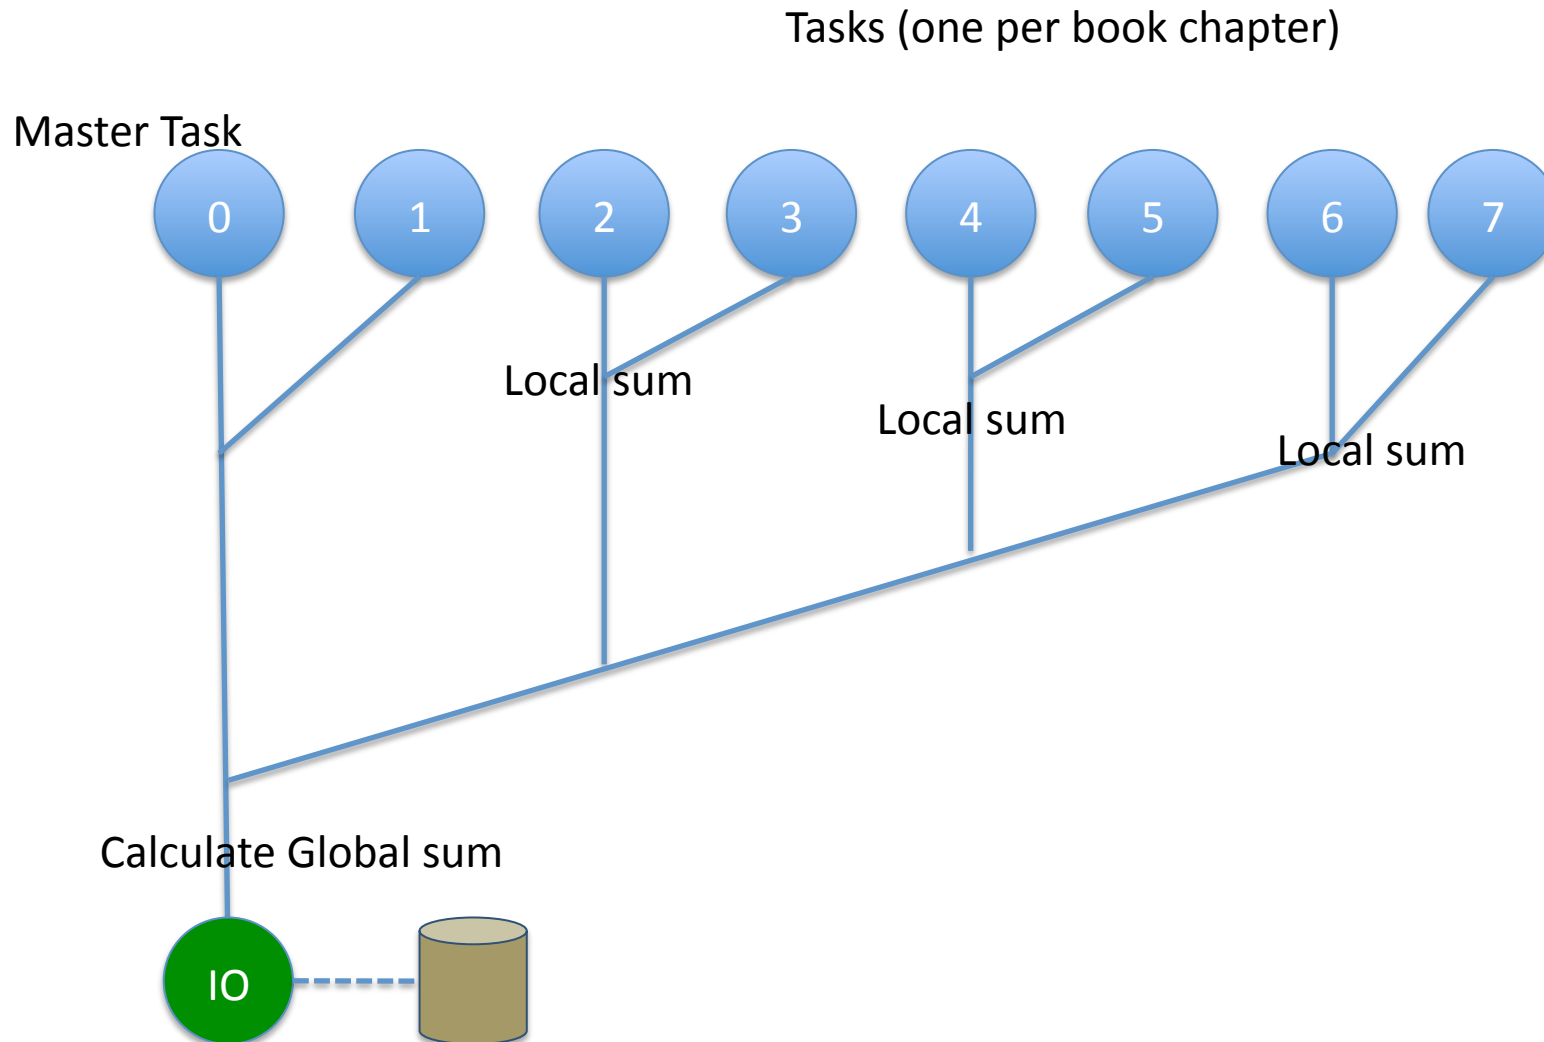 Tasks (one per book chapter)
Master Task
0 1 2 3 4 5 6 7
Local sum
Local sum
Local sum
Calculate Global sum
IO